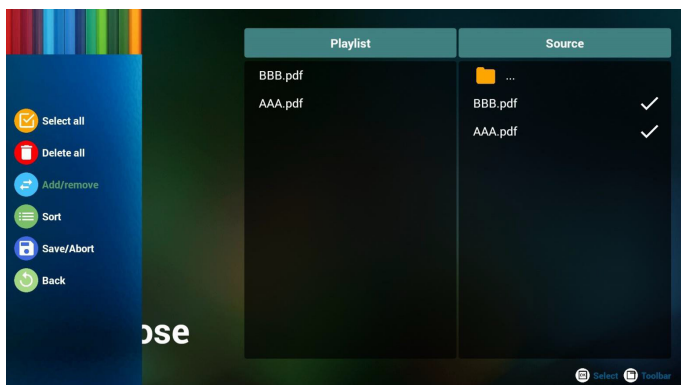 Playlist
Source
BBB.pdf
AAA.pdf
...
BBB.pdf
AAA.pdf
Select all
Delete all
Add/remove
Sort
Save/Abort
Back
ose
Select
Toolbar